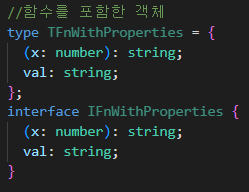 //함수를 포함한 객체
type TFnWithProperties = {
  (x: number): string;
  val: string;
};
interface IFnWithProperties {
  (x: number): string;
  val: string;
}